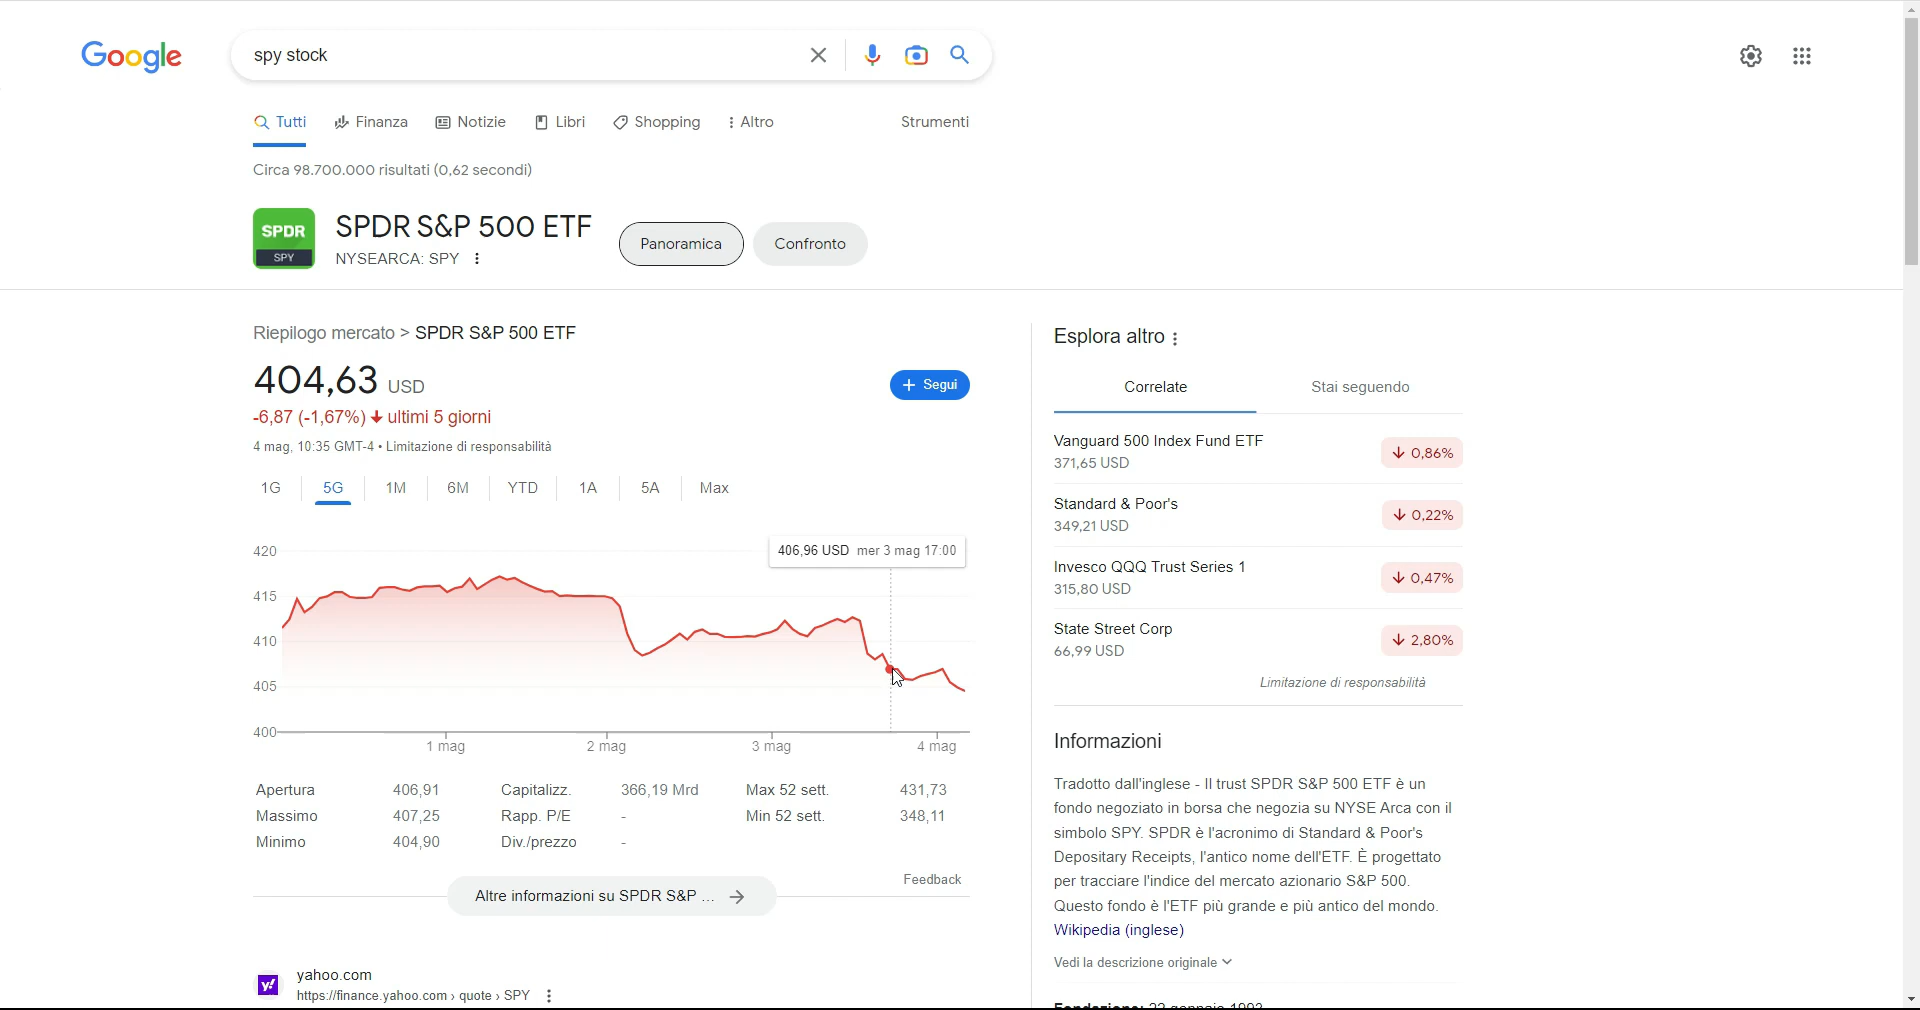 Google
spy stock
Tutti
Finanza
Notizie
Libri
Shopping
Altro
Strumenti
Circa 98.700.000 risultati (0,62 secondi)
SPDR
SPY
SPDR S&P 500 ETF
NYSEARCA: SPY
Panoramica
Confronto
Riepilogo mercato > SPDR S&P 500 ETF
404,63 USD
+ Segui
-6,87 (-1,67%) ↓ ultimi 5 giorni
4 mag, 10:35 GMT-4 • Limitazione di responsabilità
1G 5G 1M 6M YTD 1A 5A Max
406,96 USD mer 3 mag 17:00
420
415
410
405
400
1 mag 2 mag 3 mag 4 mag
Apertura 406,91 Capitalizz. 366,19 Mrd Max 52 sett. 431,73
Massimo 407,25 Rapp. P/E - Min 52 sett. 348,11
Minimo 404,90 Div./prezzo -
Feedback
Altre informazioni su SPDR S&P ... →
yahoo.com
https://finance.yahoo.com › quote › SPY
y!
Esplora altro
Correlate Stai seguendo
Vanguard 500 Index Fund ETF
371,65 USD
↓ 0,86%
Standard & Poor's
349,21 USD
↓ 0,22%
Invesco QQQ Trust Series 1
315,80 USD
↓ 0,47%
State Street Corp
66,99 USD
↓ 2,80%
Limitazione di responsabilità
Informazioni
Tradotto dall'inglese - Il trust SPDR S&P 500 ETF è un
fondo negoziato in borsa che negozia su NYSE Arca con il
simbolo SPY. SPDR è l'acronimo di Standard & Poor's
Depositary Receipts, l'antico nome dell'ETF. È progettato
per tracciare l'indice del mercato azionario S&P 500.
Questo fondo è l'ETF più grande e più antico del mondo.
Wikipedia (inglese)
Vedi la descrizione originale
Fondazione: 22 gennaio 1993